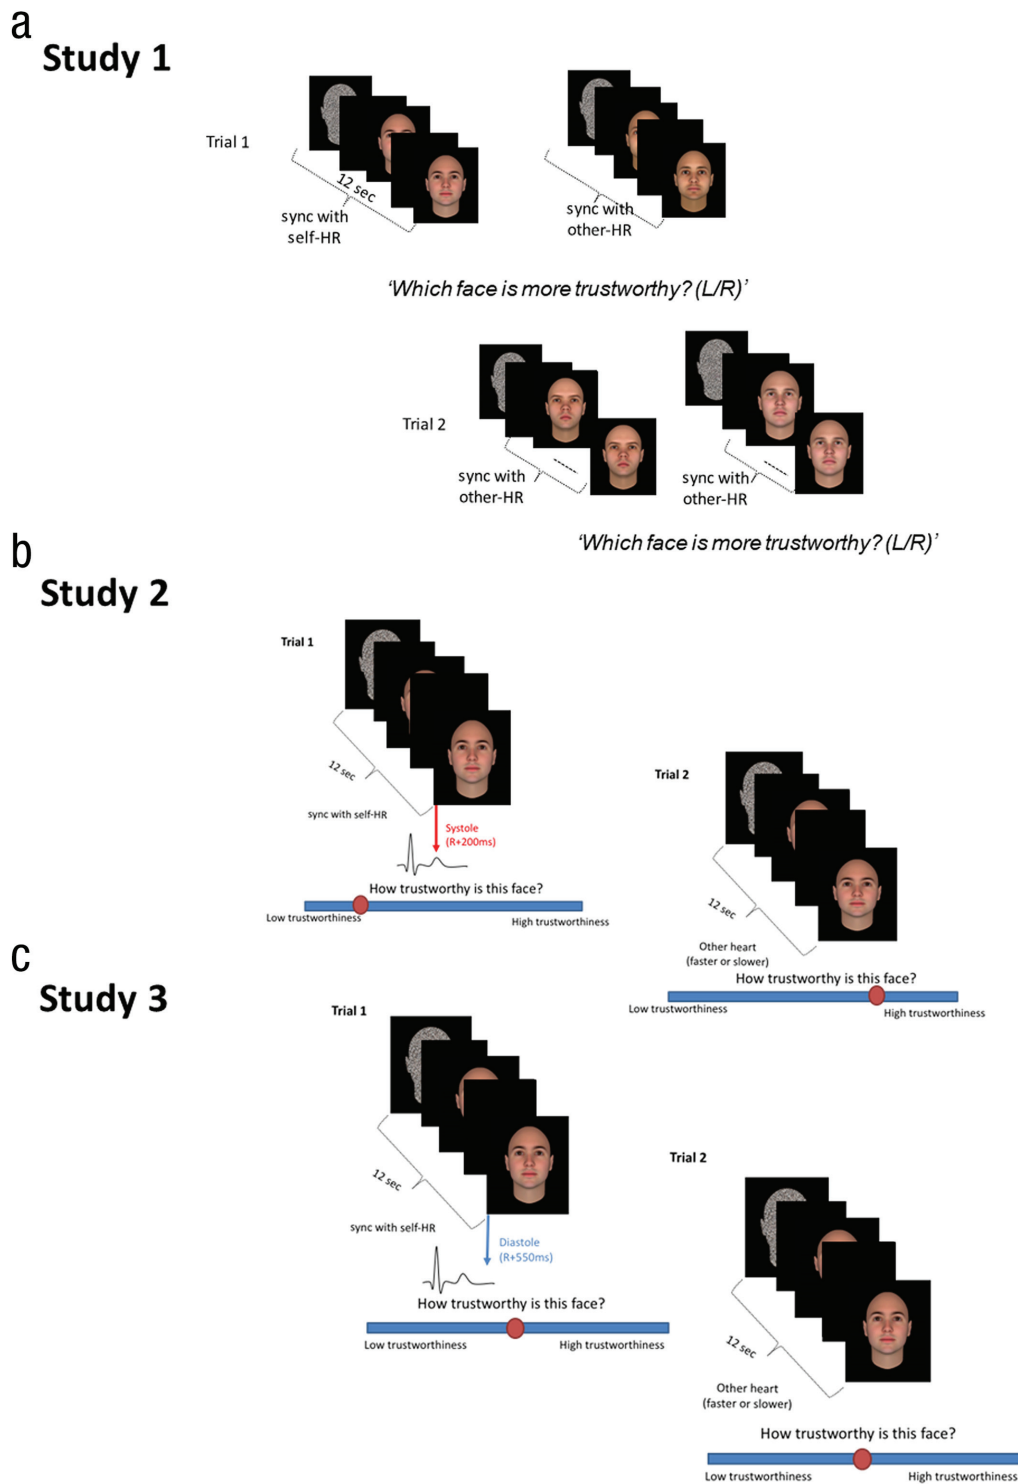 a
Study 1
Trial 1
12 sec
sync with
self-HR
sync with
other-HR
‘Which face is more trustworthy? (L/R)’
Trial 2
sync with
other-HR
sync with
other-HR
‘Which face is more trustworthy? (L/R)’
b
Study 2
Trial 1
12 sec
sync with self-HR
Systole
(R+200ms)
How trustworthy is this face?
Low trustworthiness
High trustworthiness
Trial 2
12 sec
Other heart
(faster or slower)
How trustworthy is this face?
Low trustworthiness
High trustworthiness
c
Study 3
Trial 1
12 sec
sync with self-HR
Diastole
(R+550ms)
How trustworthy is this face?
Low trustworthiness
High trustworthiness
Trial 2
12 sec
Other heart
(faster or slower)
How trustworthy is this face?
Low trustworthiness
High trustworthiness